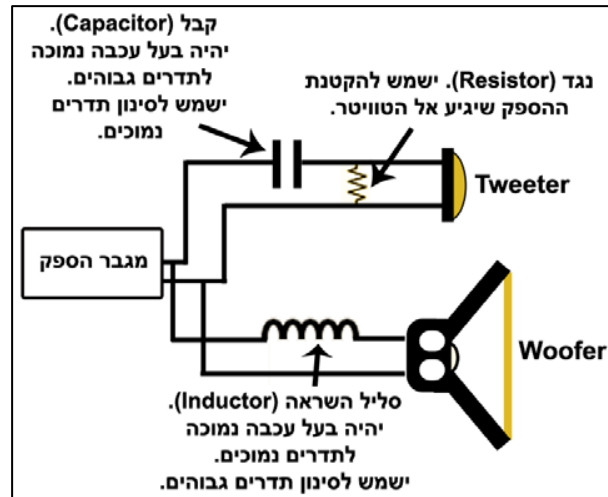 קבל (Capacitor).
יהיה בעל עכבה נמוכה
לתדרים גבוהים.
ישמש לסינון תדרים
נמוכים.
נגד (Resistor). ישמש להקטנת
ההספק שיגיע אל הטוויטר.
Tweeter
מגבר הספק
Woofer
סליל השראה (Inductor).
יהיה בעל עכבה נמוכה
לתדרים נמוכים.
ישמש לסינון תדרים גבוהים.